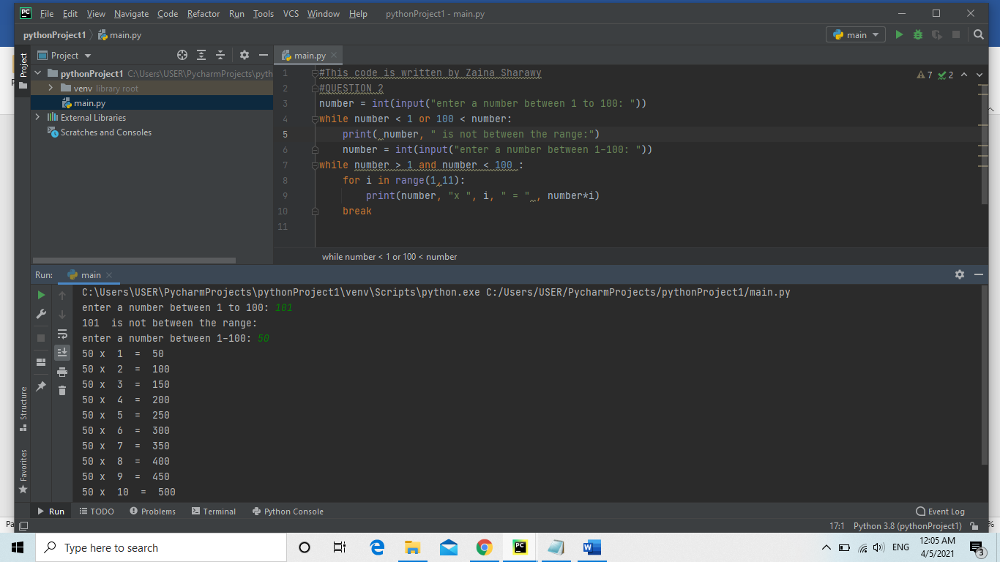 File Edit View Navigate Code Refactor Run Tools VCS Window Help pythonProject1 - main.py
pythonProject1 main.py main
Project main.py
pythonProject1 C:\Users\USER\PycharmProjects\pyth
venv library root
main.py
External Libraries
Scratches and Consoles
Project
7 2
1 #This code is written by Zaina Sharawy
2 #QUESTION 2
3 number = int(input("enter a number between 1 to 100: "))
4 while number < 1 or 100 < number:
5 print( number, " is not between the range:")
6 number = int(input("enter a number between 1-100: "))
7 while number > 1 and number < 100 :
8 for i in range(1,11):
9 print(number, "x ", i, " = " , number*i)
10 break
11
while number < 1 or 100 < number
Run: main
C:\Users\USER\PycharmProjects\pythonProject1\venv\Scripts\python.exe C:/Users/USER/PycharmProjects/pythonProject1/main.py
enter a number between 1 to 100: 101
101  is not between the range:
enter a number between 1-100: 50
50 x  1  =  50
50 x  2  =  100
50 x  3  =  150
50 x  4  =  200
50 x  5  =  250
50 x  6  =  300
50 x  7  =  350
50 x  8  =  400
50 x  9  =  450
50 x  10  =  500
Structure
Favorites
Run TODO Problems Terminal Python Console Event Log
Pa
17:1 Python 3.8 (pythonProject1)
%
Type here to search
ENG
12:05 AM
4/5/2021
3